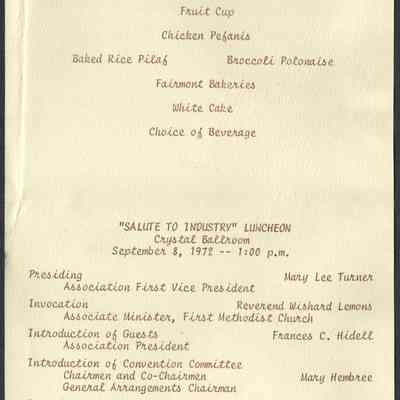 Fruit Cup
Chicken Pefanis
Baked Rice Pilaf Broccoli Polonaise
Fairmont Bakeries
White Cake
Choice of Beverage
"SALUTE TO INDUSTRY" LUNCHEON
Crystal Ballroom
September 8, 1972 -- 1:00 p.m.
Presiding Mary Lee Turner
Association First Vice President
Invocation Reverend Wishard Lemons
Associate Minister, First Methodist Church
Introduction of Guests Frances C. Hidell
Association President
Introduction of Convention Committee
Chairmen and Co-Chairmen Mary Hembree
General Arrangements Chairman